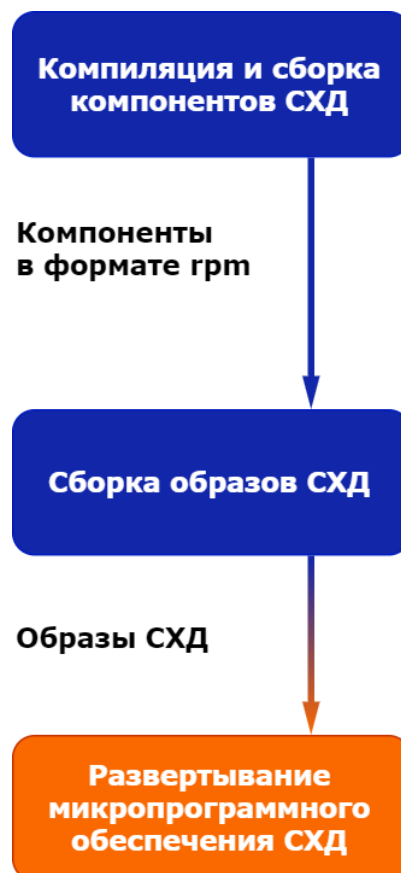 Компиляция и сборка
компонентов СХД
Компоненты
в формате rpm
Сборка образов СХД
Образы СХД
Развертывание
микропрограммного
обеспечения СХД